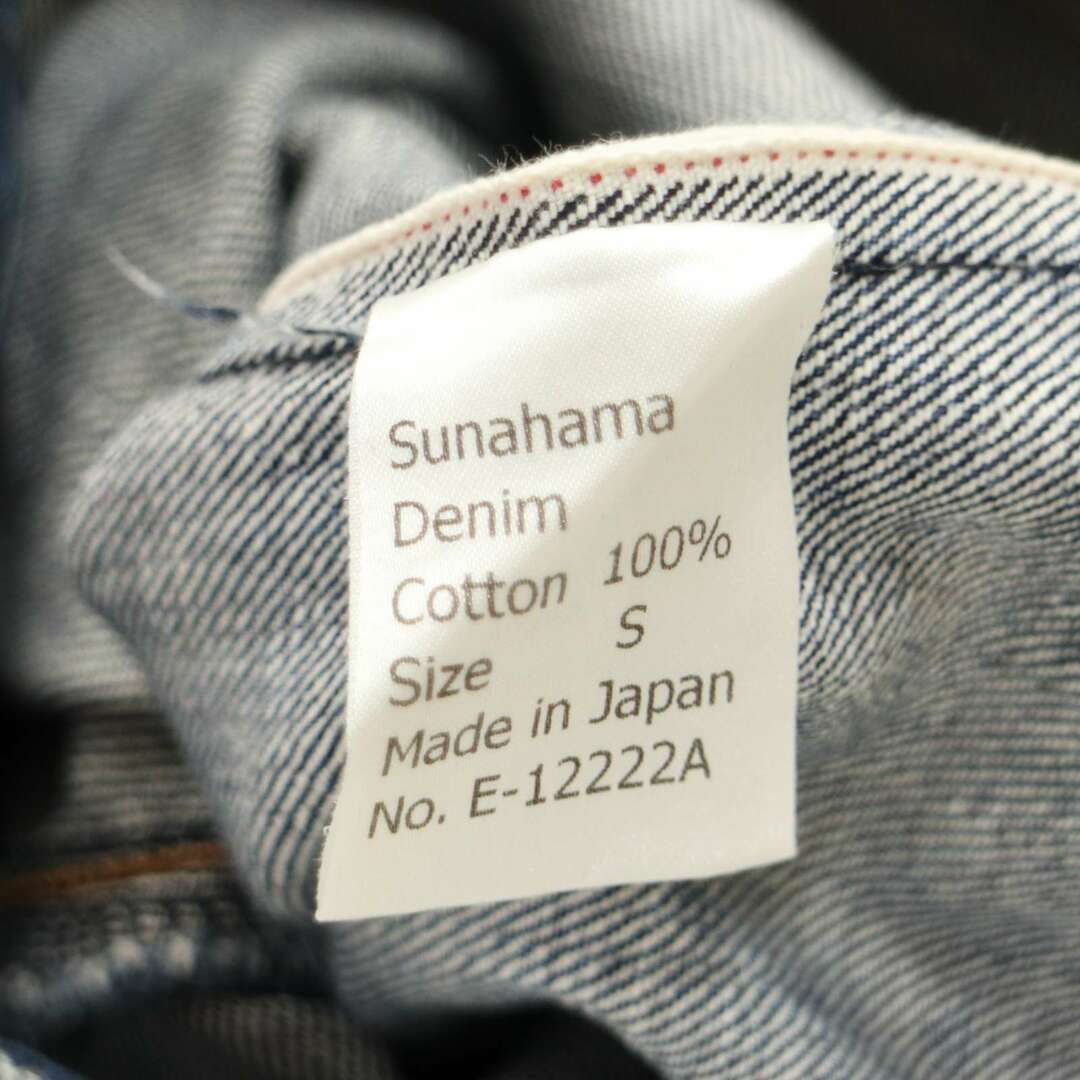 Sunahama
Denim
Cotton 100%
Size S
Made in Japan
No. E-12222A